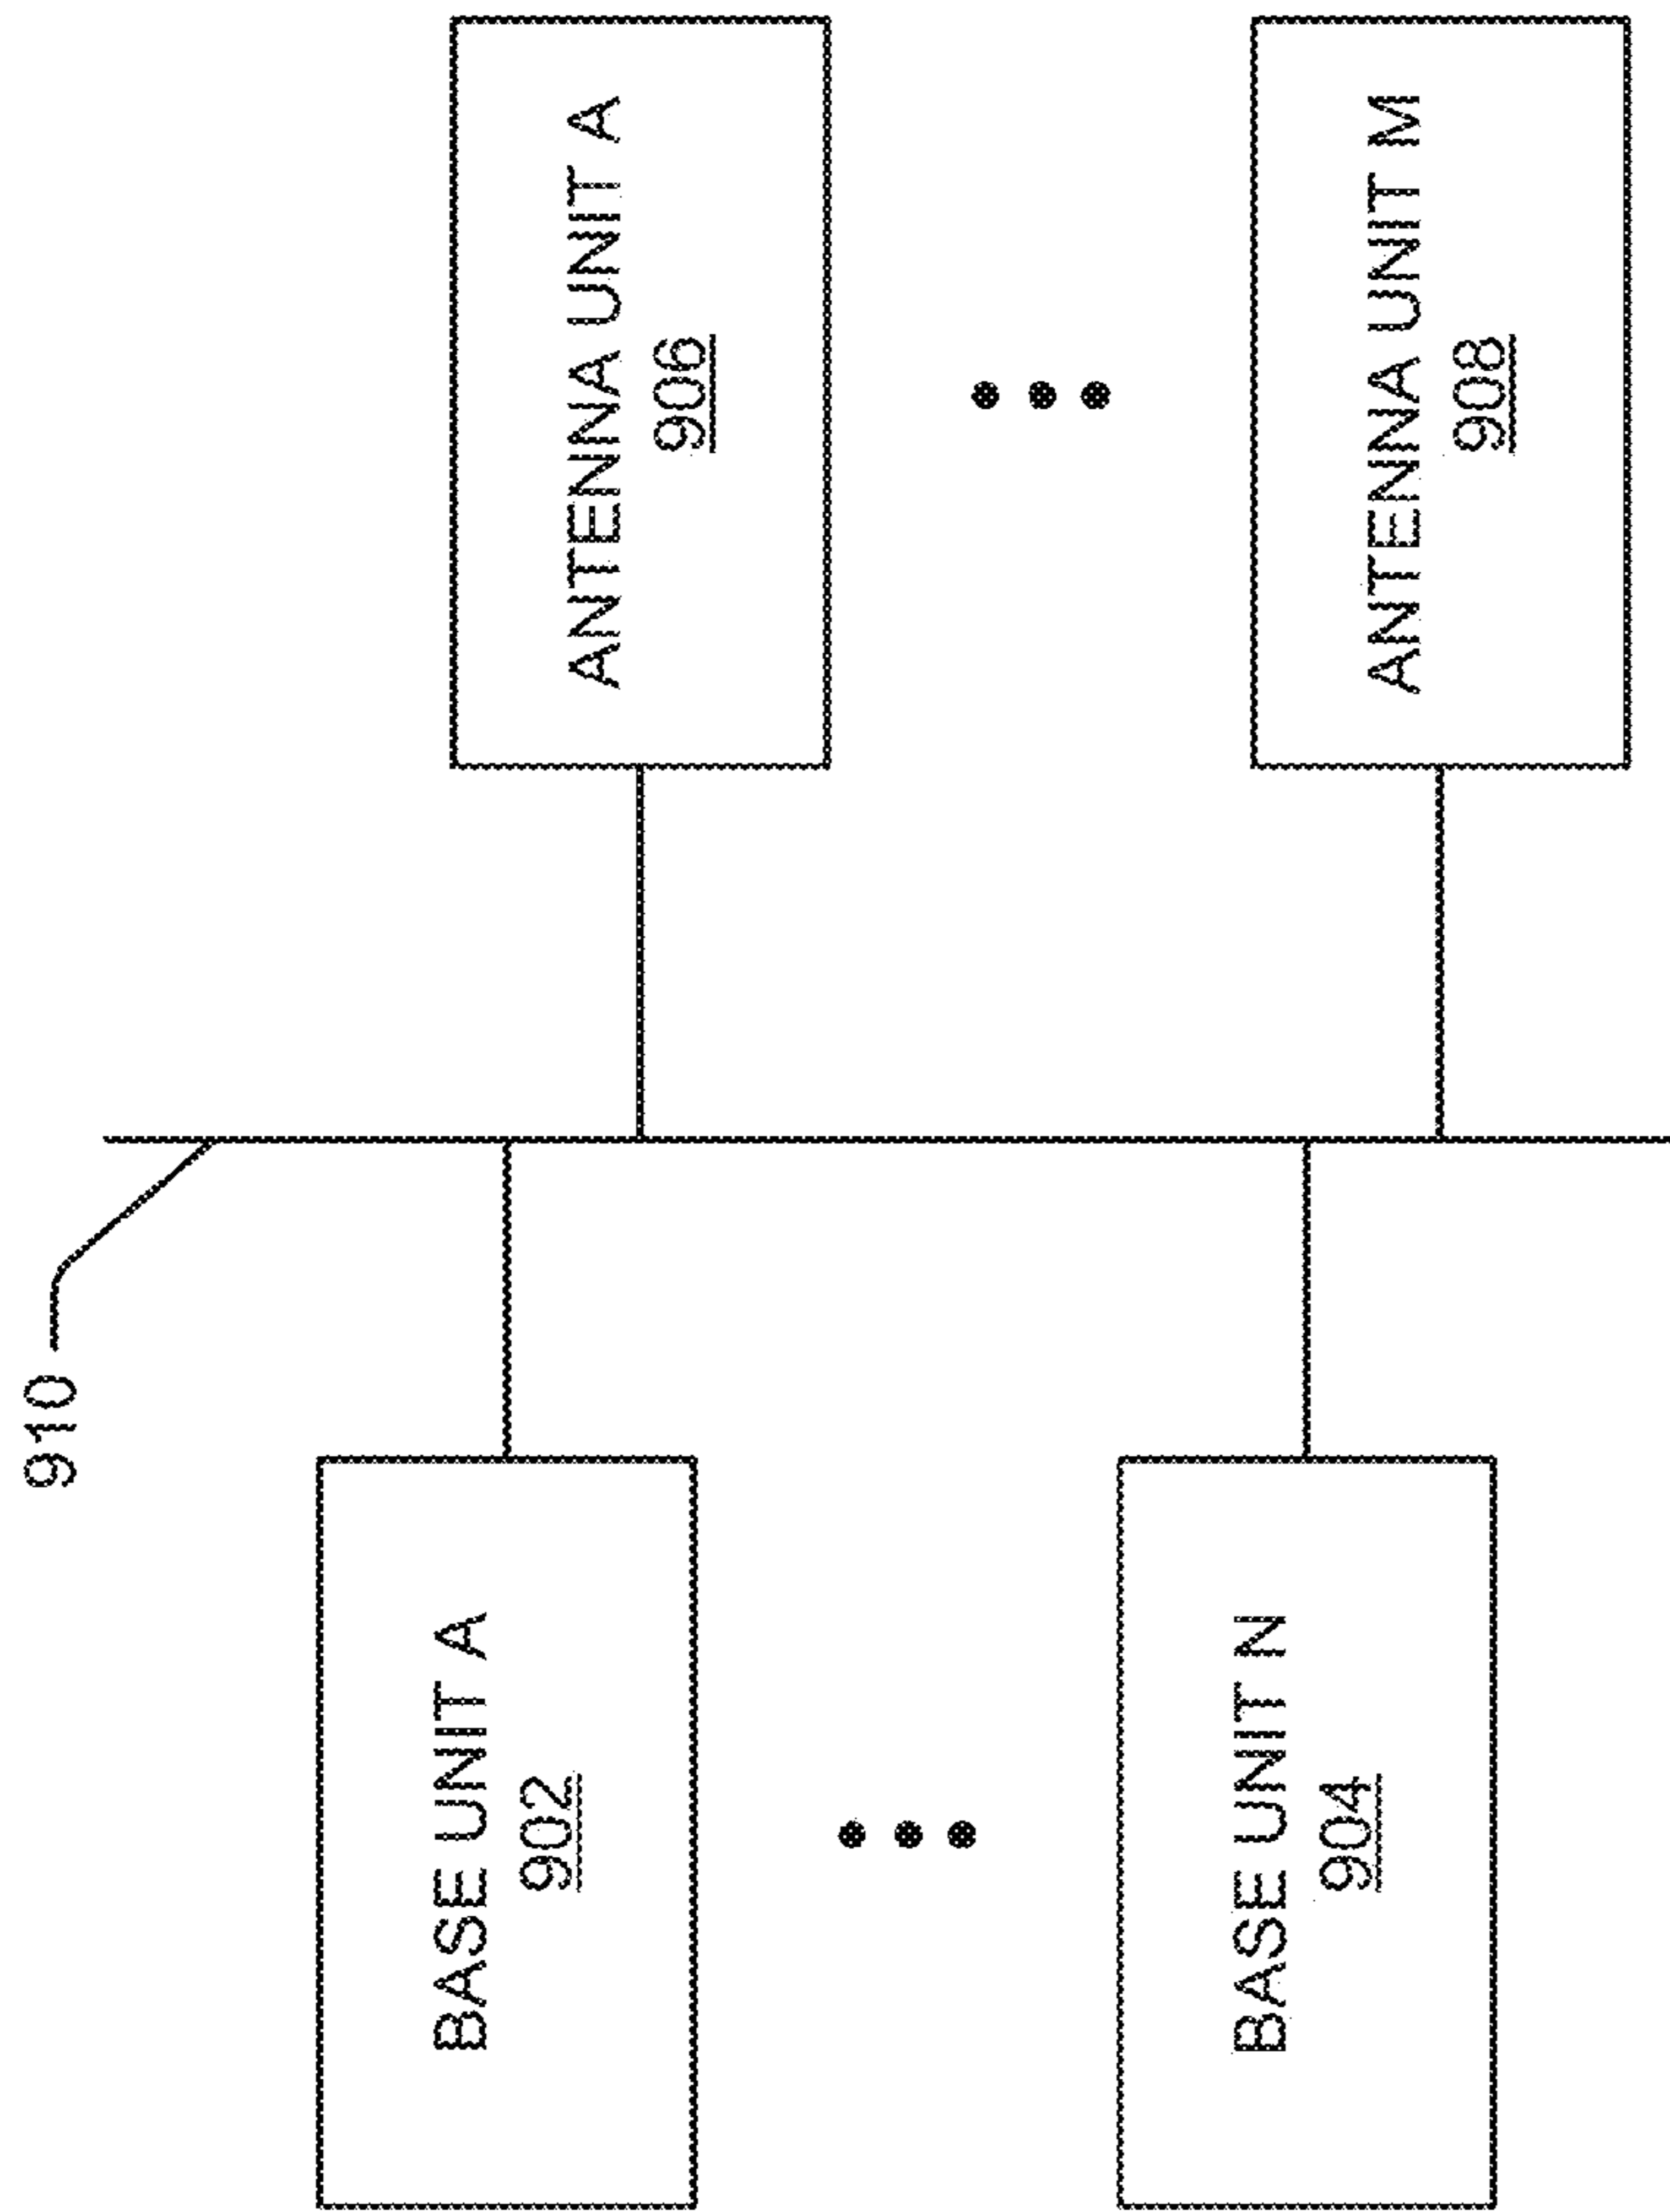 910
BASE UNIT A
902
ANTENNA UNIT A
906
BASE UNIT N
904
ANTENNA UNIT M
908